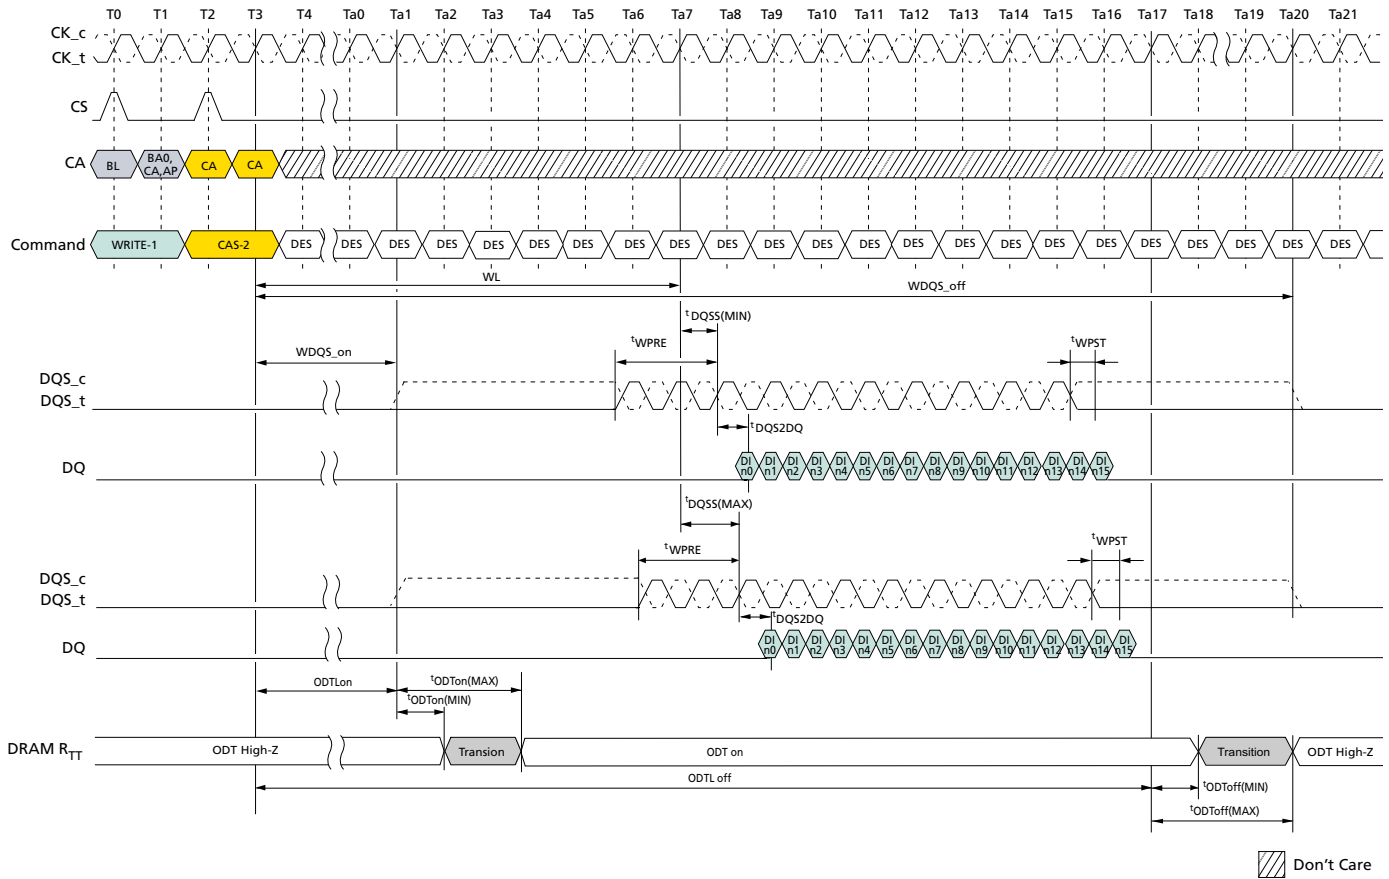 T0 T1 T2 T3 T4 Ta0 Ta1 Ta2 Ta3 Ta4 Ta5 Ta6 Ta7 Ta8 Ta9 Ta10 Ta11 Ta12 Ta13 Ta14 Ta15 Ta16 Ta17 Ta18 Ta19 Ta20 Ta21
CK_c
CK_t
CS
CA BL BA0, CA,AP CA CA
Command WRITE-1 CAS-2 DES DES DES DES DES DES DES DES DES DES DES DES DES DES DES DES DES DES DES DES DES DES DES
WL
WDQS_off
tDQSS(MIN)
WDQS_on tWPRE tWPST
DQS_c
DQS_t
tDQS2DQ
DQ DI n0 DI n1 DI n2 DI n3 DI n4 DI n5 DI n6 DI n7 DI n8 DI n9 DI n10 DI n11 DI n12 DI n13 DI n14 DI n15
tDQSS(MAX)
tWPRE tWPST
DQS_c
DQS_t
tDQS2DQ
DQ DI n0 DI n1 DI n2 DI n3 DI n4 DI n5 DI n6 DI n7 DI n8 DI n9 DI n10 DI n11 DI n12 DI n13 DI n14 DI n15
ODTLon tODTon(MAX)
tODTon(MIN)
DRAM RTT ODT High-Z Transion ODT on Transition ODT High-Z
ODTL off tODToff(MIN)
tODToff(MAX)
Don't Care